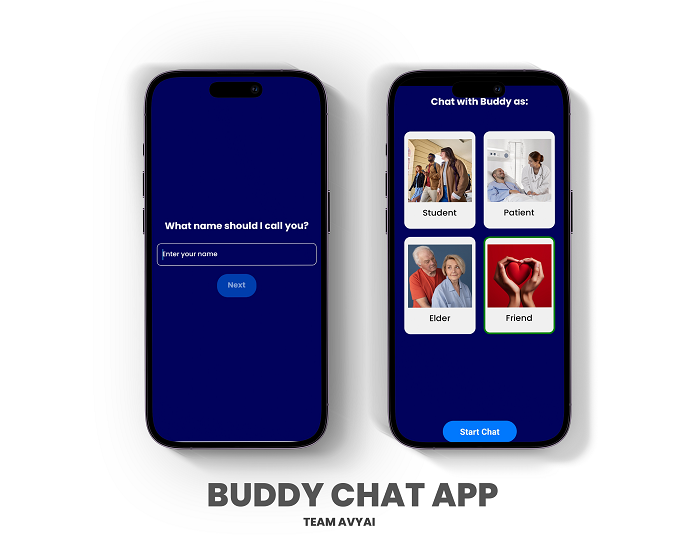 What name should I call you?
Enter your name
Next
Chat with Buddy as:
Student
Patient
Elder
Friend
Start Chat
BUDDY CHAT APP
TEAM AVYAI